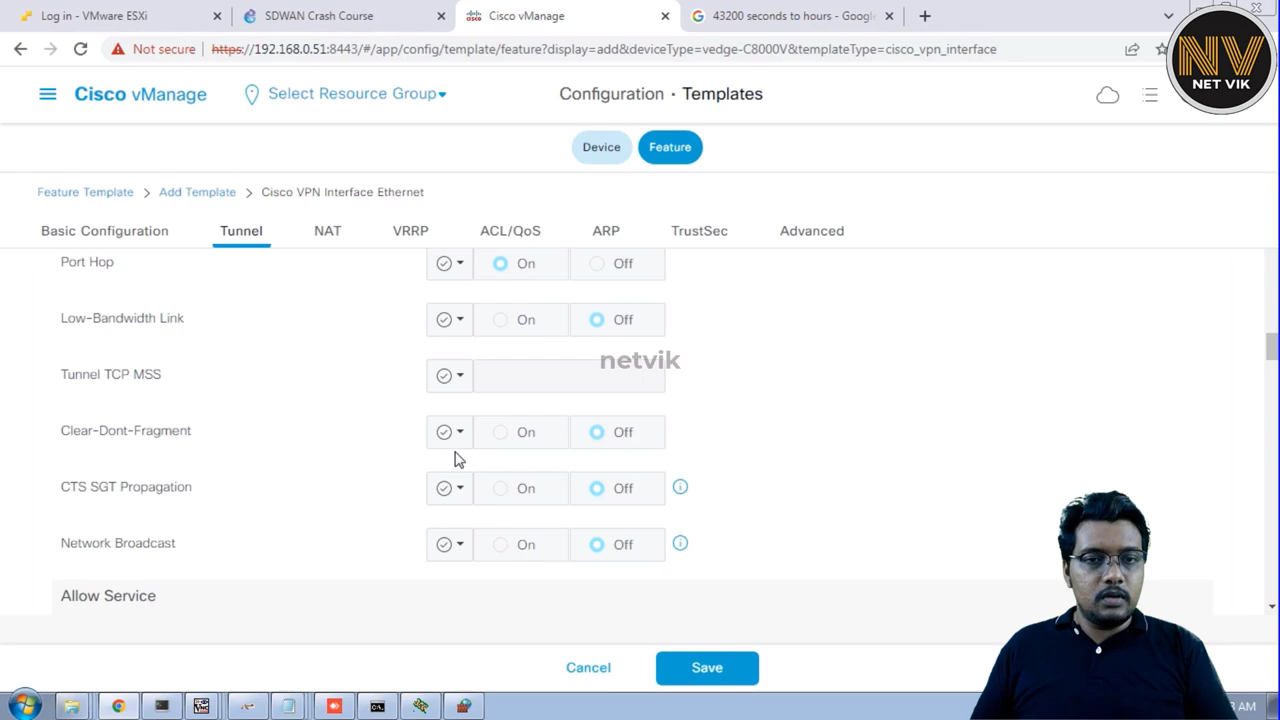 Log in - VMware ESXi
SDWAN Crash Course
Cisco vManage
43200 seconds to hours - Google
Not secure
https://192.168.0.51:8443/#/app/config/template/feature?display=add&deviceType=vedge-C8000V&templateType=cisco_vpn_interface
NV
NET VIK
Cisco vManage
Select Resource Group
Configuration · Templates
Device
Feature
Feature Template > Add Template > Cisco VPN Interface Ethernet
Basic Configuration
Tunnel
NAT
VRRP
ACL/QoS
ARP
TrustSec
Advanced
Port Hop
On
Off
Low-Bandwidth Link
On
Off
netvik
Tunnel TCP MSS
Clear-Dont-Fragment
On
Off
CTS SGT Propagation
On
Off
Network Broadcast
On
Off
Allow Service
Cancel
Save
AM